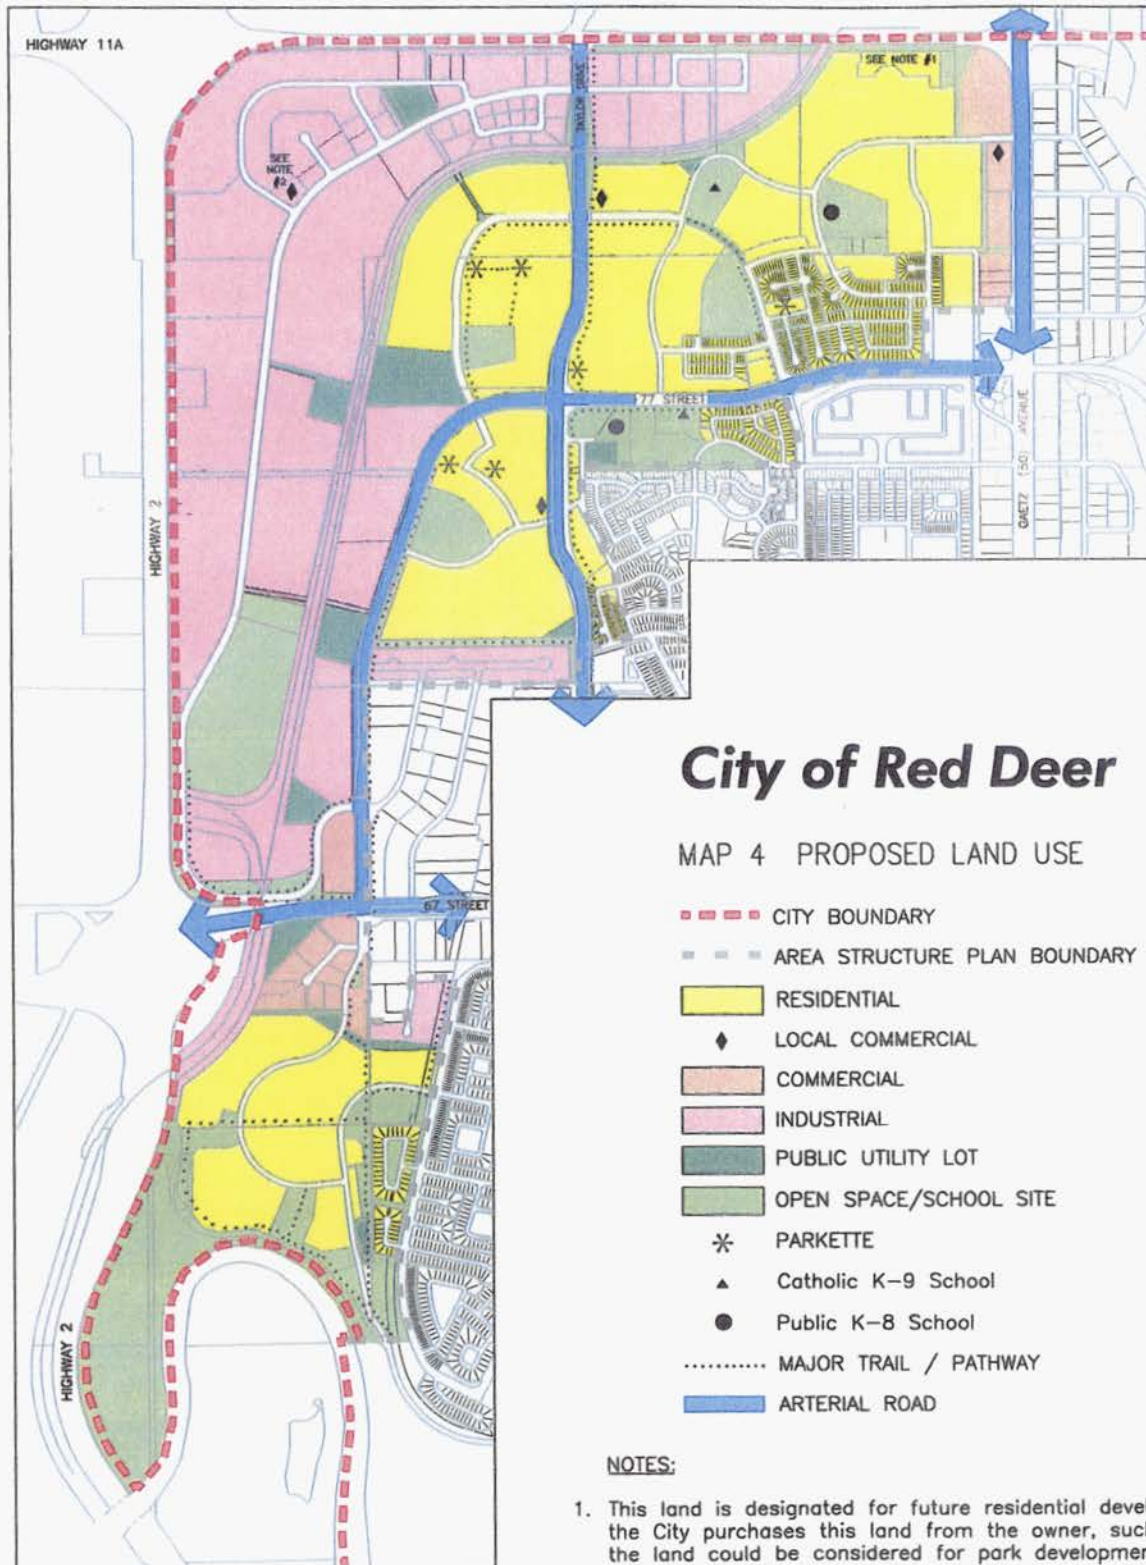 HIGHWAY 11A
TAYLOR DRIVE
SEE NOTE #1
SEE
NOTE
#2
77 STREET
HIGHWAY 2
GAETZ (50) AVENUE
67 STREET
HIGHWAY 2
City of Red Deer
MAP 4 PROPOSED LAND USE
CITY BOUNDARY
AREA STRUCTURE PLAN BOUNDARY
RESIDENTIAL
LOCAL COMMERCIAL
COMMERCIAL
INDUSTRIAL
PUBLIC UTILITY LOT
OPEN SPACE/SCHOOL SITE
PARKETTE
Catholic K-9 School
Public K-8 School
MAJOR TRAIL / PATHWAY
ARTERIAL ROAD
NOTES:
1. This land is designated for future residential devel
the City purchases this land from the owner, such
the land could be considered for park developmen